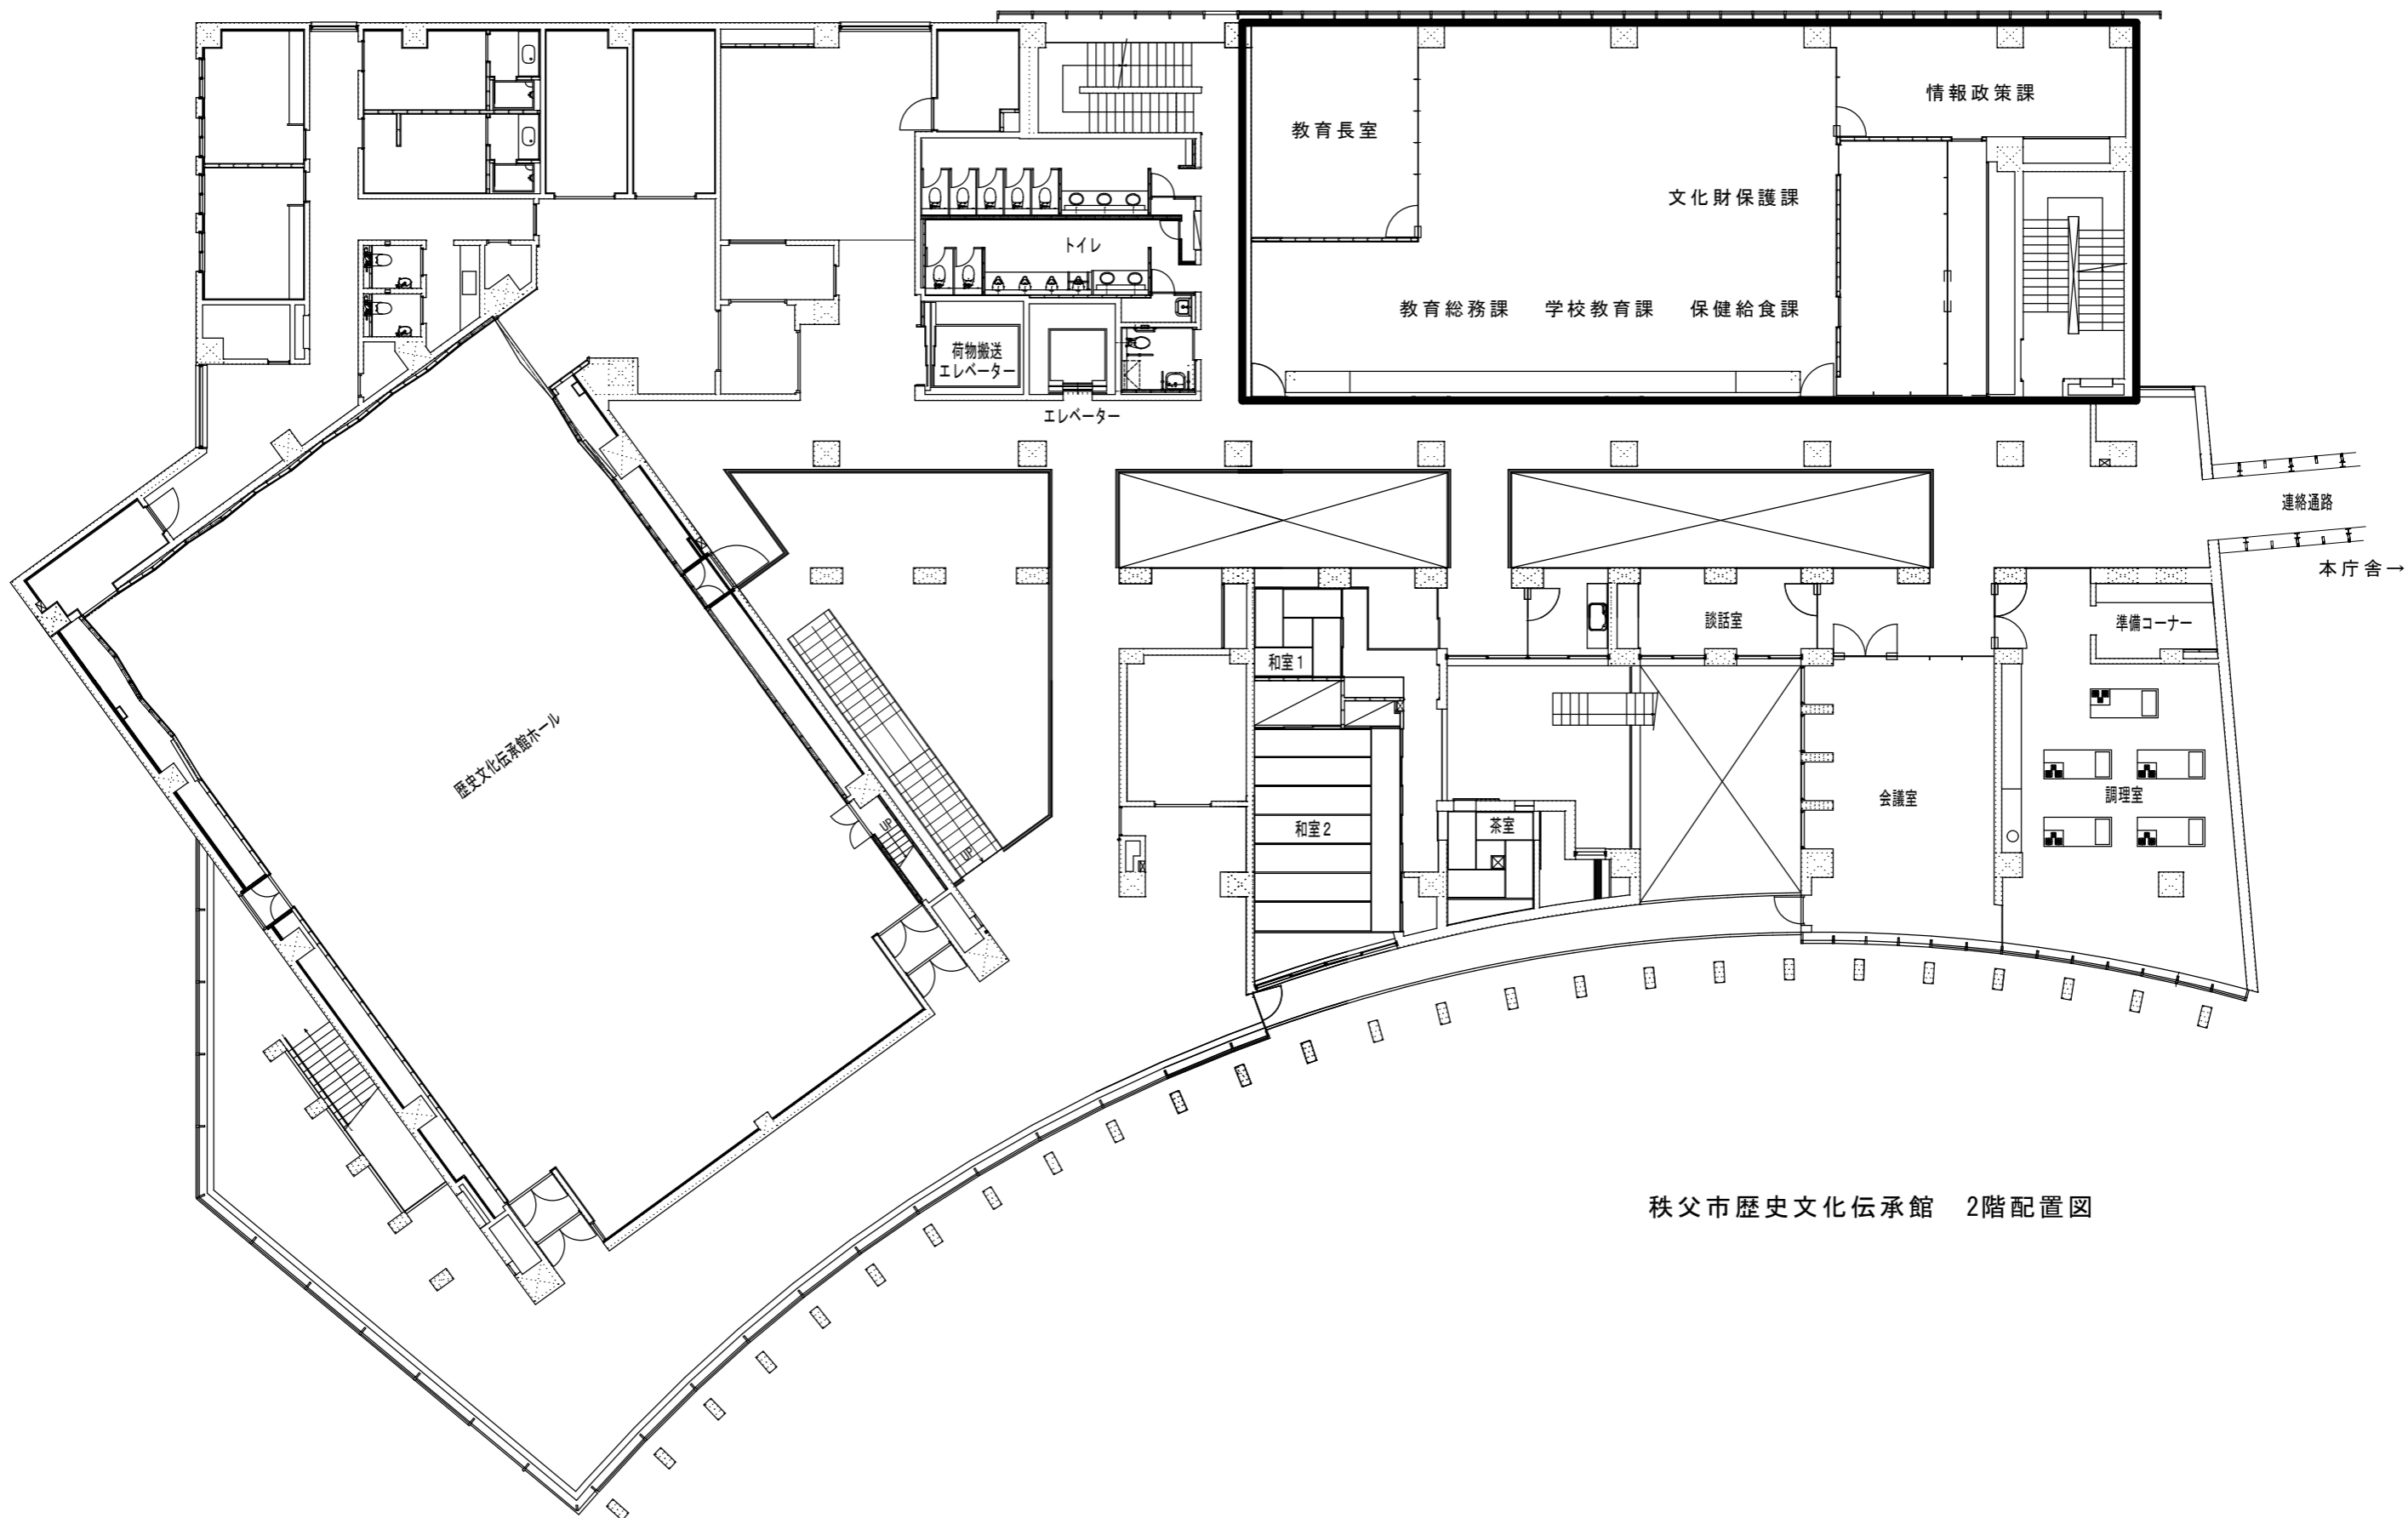 情報政策課
教育長室
文化財保護課
トイレ
教育総務課　学校教育課　保健給食課
荷物搬送
エレベーター
エレベーター
連絡通路
本庁舎→
談話室
準備コーナー
和室1
歴史文化伝承館ホール
会議室
調理室
和室2
茶室
UP
UP
秩父市歴史文化伝承館　2階配置図